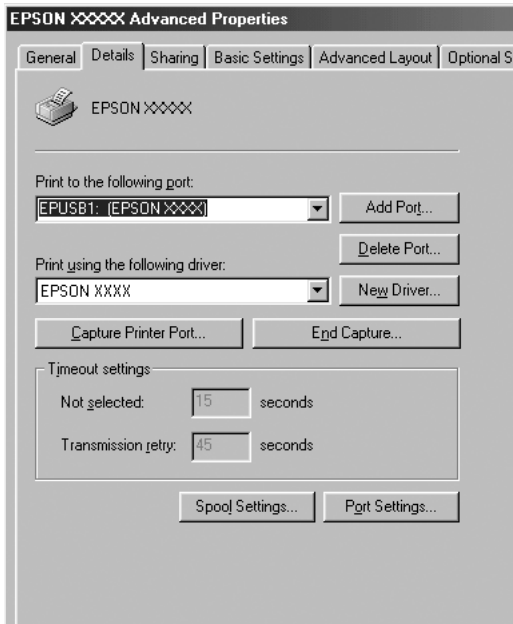 EPSON XXXXX Advanced Properties
General Details Sharing Basic Settings Advanced Layout Optional S
EPSON XXXXX
Print to the following port:
EPUSB1: (EPSON XXXX) Add Port...
Delete Port...
Print using the following driver:
EPSON XXXX New Driver...
Capture Printer Port... End Capture...
Timeout settings
Not selected: 15 seconds
Transmission retry: 45 seconds
Spool Settings... Port Settings...